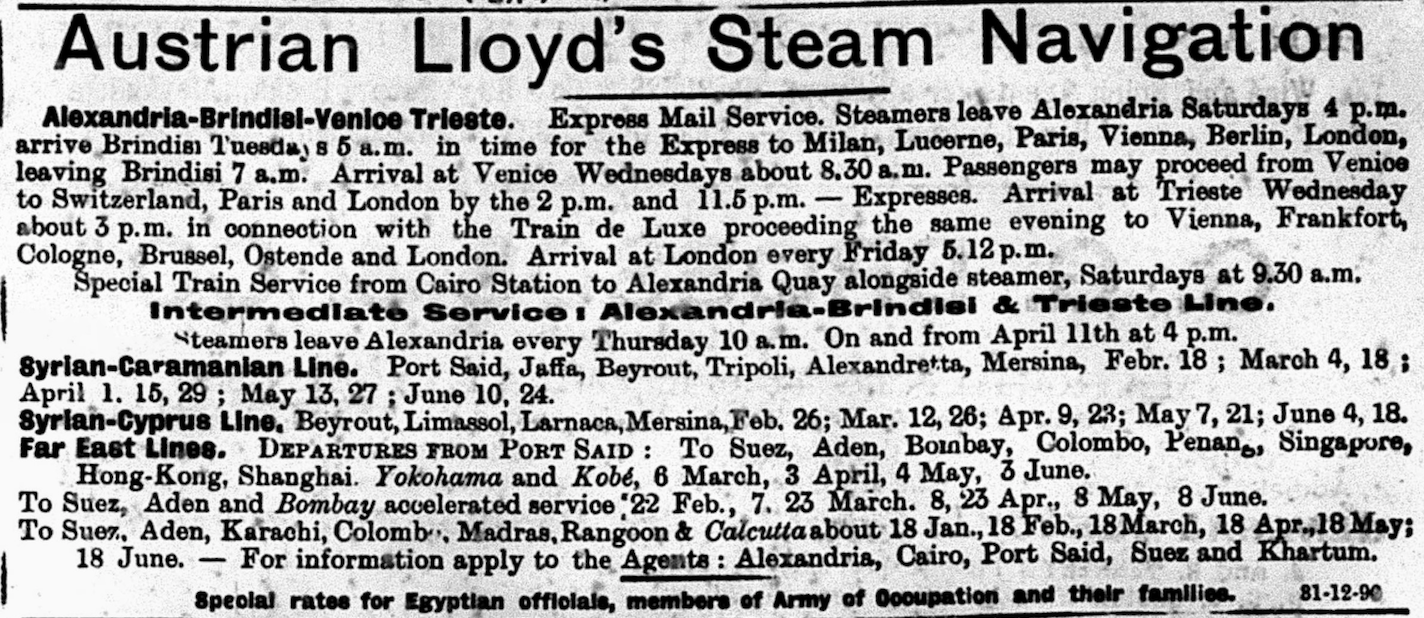 Austrian Lloyd's Steam Navigation
Alexandria-Brindisi-Venice Trieste. Express Mail Service. Steamers leave Alexandria Saturdays 4 p.m.
arrive Brindisi Tuesdays 5 a.m. in time for the Express to Milan, Lucerne, Paris, Vienna, Berlin, London,
leaving Brindisi 7 a.m. Arrival at Venice Wednesdays about 8.30 a.m. Passengers may proceed from Venice
to Switzerland, Paris and London by the 2 p.m. and 11.5 p.m. — Expresses. Arrival at Trieste Wednesday
about 3 p.m. in connection with the Train de Luxe proceeding the same evening to Vienna, Frankfort,
Cologne, Brussel, Ostende and London. Arrival at London every Friday 5.12 p.m.
Special Train Service from Cairo Station to Alexandria Quay alongside steamer, Saturdays at 9.30 a.m.
Intermediate Service: Alexandria-Brindisi & Trieste Line.
Steamers leave Alexandria every Thursday 10 a.m. On and from April 11th at 4 p.m.
Syrian-Caramanian Line. Port Said, Jaffa, Beyrout, Tripoli, Alexandretta, Mersina, Febr. 18 ; March 4, 18 ;
April 1. 15, 29 ; May 13, 27 ; June 10, 24.
Syrian-Cyprus Line. Beyrout, Limassol, Larnaca, Mersina, Feb. 26; Mar. 12, 26; Apr. 9, 23; May 7, 21; June 4, 18.
Far East Lines. DEPARTURES FROM PORT SAID : To Suez, Aden, Bombay, Colombo, Penang, Singapore,
Hong-Kong, Shanghai. Yokohama and Kobé, 6 March, 3 April, 4 May, 3 June.
To Suez, Aden and Bombay accelerated service 22 Feb., 7. 23 March. 8, 23 Apr., 8 May, 8 June.
To Suez, Aden, Karachi, Colombo, Madras, Rangoon & Calcutta about 18 Jan., 18 Feb., 18 March, 18 Apr., 18 May;
18 June. — For information apply to the Agents : Alexandria, Cairo, Port Said, Suez and Khartum.
Special rates for Egyptian officials, members of Army of Occupation and their families.